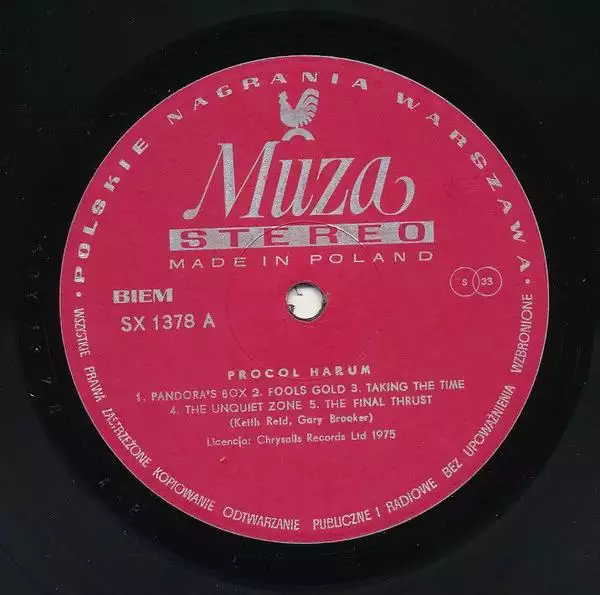 • POLSKIE NAGRANIA WARSZAWA •
Mûza
STEREO
MADE IN POLAND
BIEM
SX 1378 A
S 33
PROCOL HARUM
1. PANDORA'S BOX 2. FOOLS GOLD 3. TAKING THE TIME
4. THE UNQUIET ZONE 5. THE FINAL THRUST
(Keith Reid, Gary Brooker)
Licencja: Chrysalis Records Ltd 1975
WSZYSTKIE PRAWA ZASTRZEŻONE KOPIOWANIE ODTWARZANIE PUBLICZNE I RADIOWE BEZ UPOWAŻNIENIA WZBRONIONE